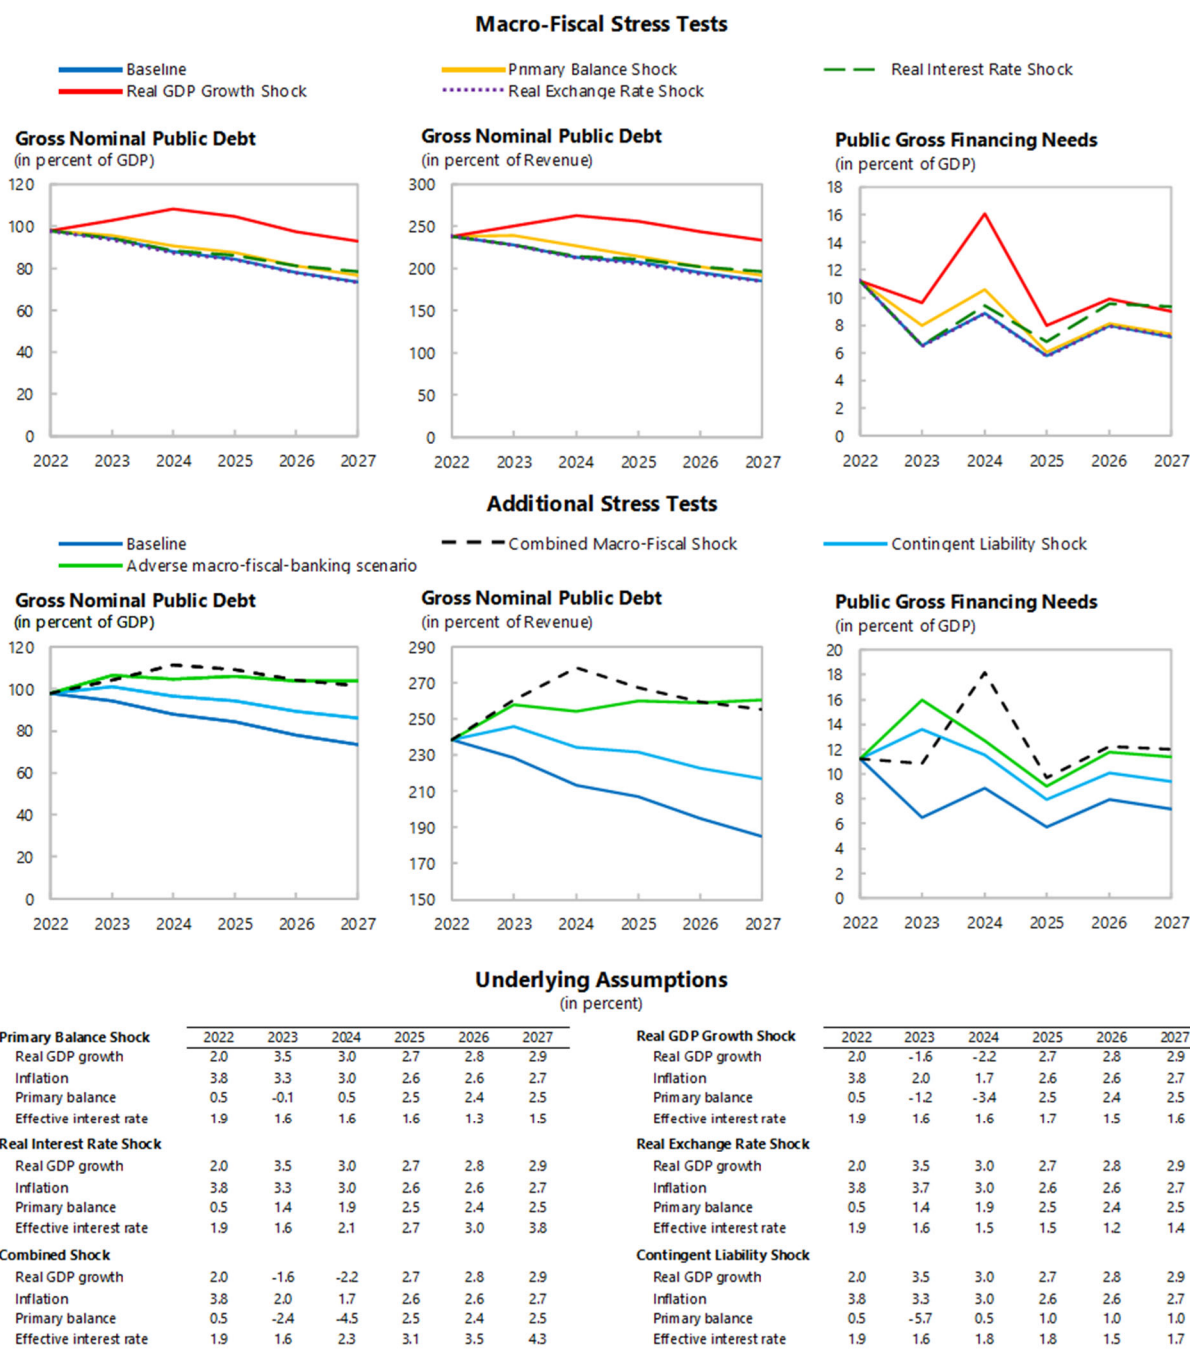 Macro-Fiscal Stress Tests
Baseline
Primary Balance Shock
Real Interest Rate Shock
Real GDP Growth Shock
Real Exchange Rate Shock
Gross Nominal Public Debt
(in percent of GDP)
120
100
80
60
40
20
0
2022 2023 2024 2025 2026 2027
Gross Nominal Public Debt
(in percent of Revenue)
300
250
200
150
100
50
0
2022 2023 2024 2025 2026 2027
Public Gross Financing Needs
(in percent of GDP)
18
16
14
12
10
8
6
4
2
0
2022 2023 2024 2025 2026 2027
Additional Stress Tests
Baseline
Combined Macro-Fiscal Shock
Contingent Liability Shock
Adverse macro-fiscal-banking scenario
Gross Nominal Public Debt
(in percent of GDP)
120
100
80
60
40
20
0
2022 2023 2024 2025 2026 2027
Gross Nominal Public Debt
(in percent of Revenue)
290
270
250
230
210
190
170
150
2022 2023 2024 2025 2026 2027
Public Gross Financing Needs
(in percent of GDP)
20
18
16
14
12
10
8
6
4
2
0
2022 2023 2024 2025 2026 2027
Underlying Assumptions
(in percent)
Primary Balance Shock 2022 2023 2024 2025 2026 2027
Real GDP growth 2.0 3.5 3.0 2.7 2.8 2.9
Inflation 3.8 3.3 3.0 2.6 2.6 2.7
Primary balance 0.5 -0.1 0.5 2.5 2.4 2.5
Effective interest rate 1.9 1.6 1.6 1.6 1.3 1.5
Real Interest Rate Shock
Real GDP growth 2.0 3.5 3.0 2.7 2.8 2.9
Inflation 3.8 3.3 3.0 2.6 2.6 2.7
Primary balance 0.5 1.4 1.9 2.5 2.4 2.5
Effective interest rate 1.9 1.6 2.1 2.7 3.0 3.8
Combined Shock
Real GDP growth 2.0 -1.6 -2.2 2.7 2.8 2.9
Inflation 3.8 2.0 1.7 2.6 2.6 2.7
Primary balance 0.5 -2.4 -4.5 2.5 2.4 2.5
Effective interest rate 1.9 1.6 2.3 3.1 3.5 4.3
Real GDP Growth Shock 2022 2023 2024 2025 2026 2027
Real GDP growth 2.0 -1.6 -2.2 2.7 2.8 2.9
Inflation 3.8 2.0 1.7 2.6 2.6 2.7
Primary balance 0.5 -1.2 -3.4 2.5 2.4 2.5
Effective interest rate 1.9 1.6 1.6 1.7 1.5 1.6
Real Exchange Rate Shock
Real GDP growth 2.0 3.5 3.0 2.7 2.8 2.9
Inflation 3.8 3.7 3.0 2.6 2.6 2.7
Primary balance 0.5 1.4 1.9 2.5 2.4 2.5
Effective interest rate 1.9 1.6 1.5 1.5 1.2 1.4
Contingent Liability Shock
Real GDP growth 2.0 3.5 3.0 2.7 2.8 2.9
Inflation 3.8 3.3 3.0 2.6 2.6 2.7
Primary balance 0.5 -5.7 0.5 1.0 1.0 1.0
Effective interest rate 1.9 1.6 1.8 1.8 1.5 1.7